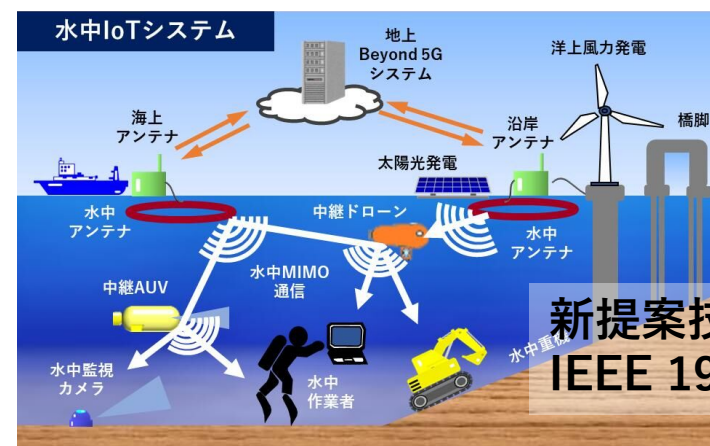 水中IoTシステム
地上
Beyond 5G
システム
洋上風力発電
海上
アンテナ
沿岸
アンテナ
橋脚
太陽光発電
水中
アンテナ
中継ドローン
水中
アンテナ
水中MIMO
通信
中継AUV
新提案技
IEEE 19
水中重機
水中監視
カメラ
水中
作業者